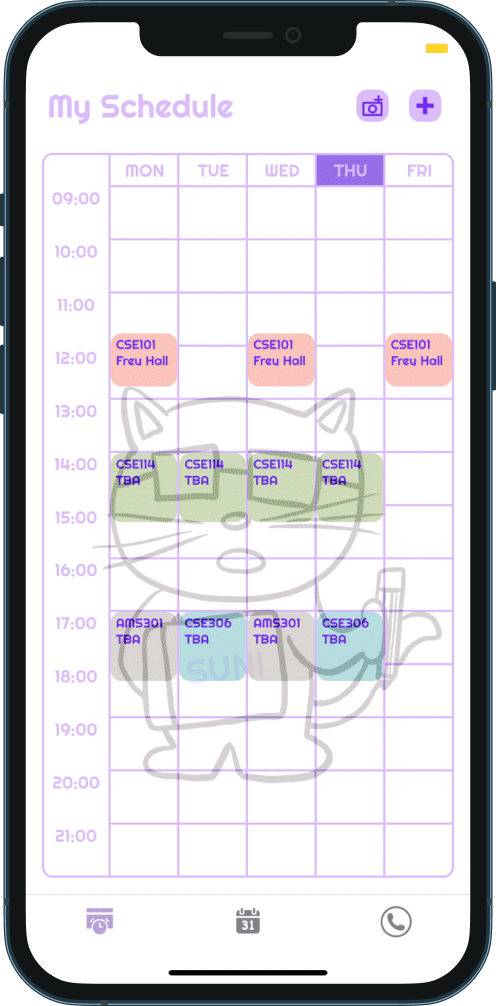 My Schedule
MON TUE WED THU FRI
09:00
10:00
11:00
CSE101 CSE101 CSE101
Frey Hall Frey Hall Frey Hall
12:00
13:00
14:00
CSE114 CSE114 CSE114 CSE114
TBA TBA TBA TBA
15:00
16:00
17:00
AMS301 CSE306 AMS301 CSE306
TBA TBA TBA TBA
SUNI
18:00
19:00
20:00
21:00
31